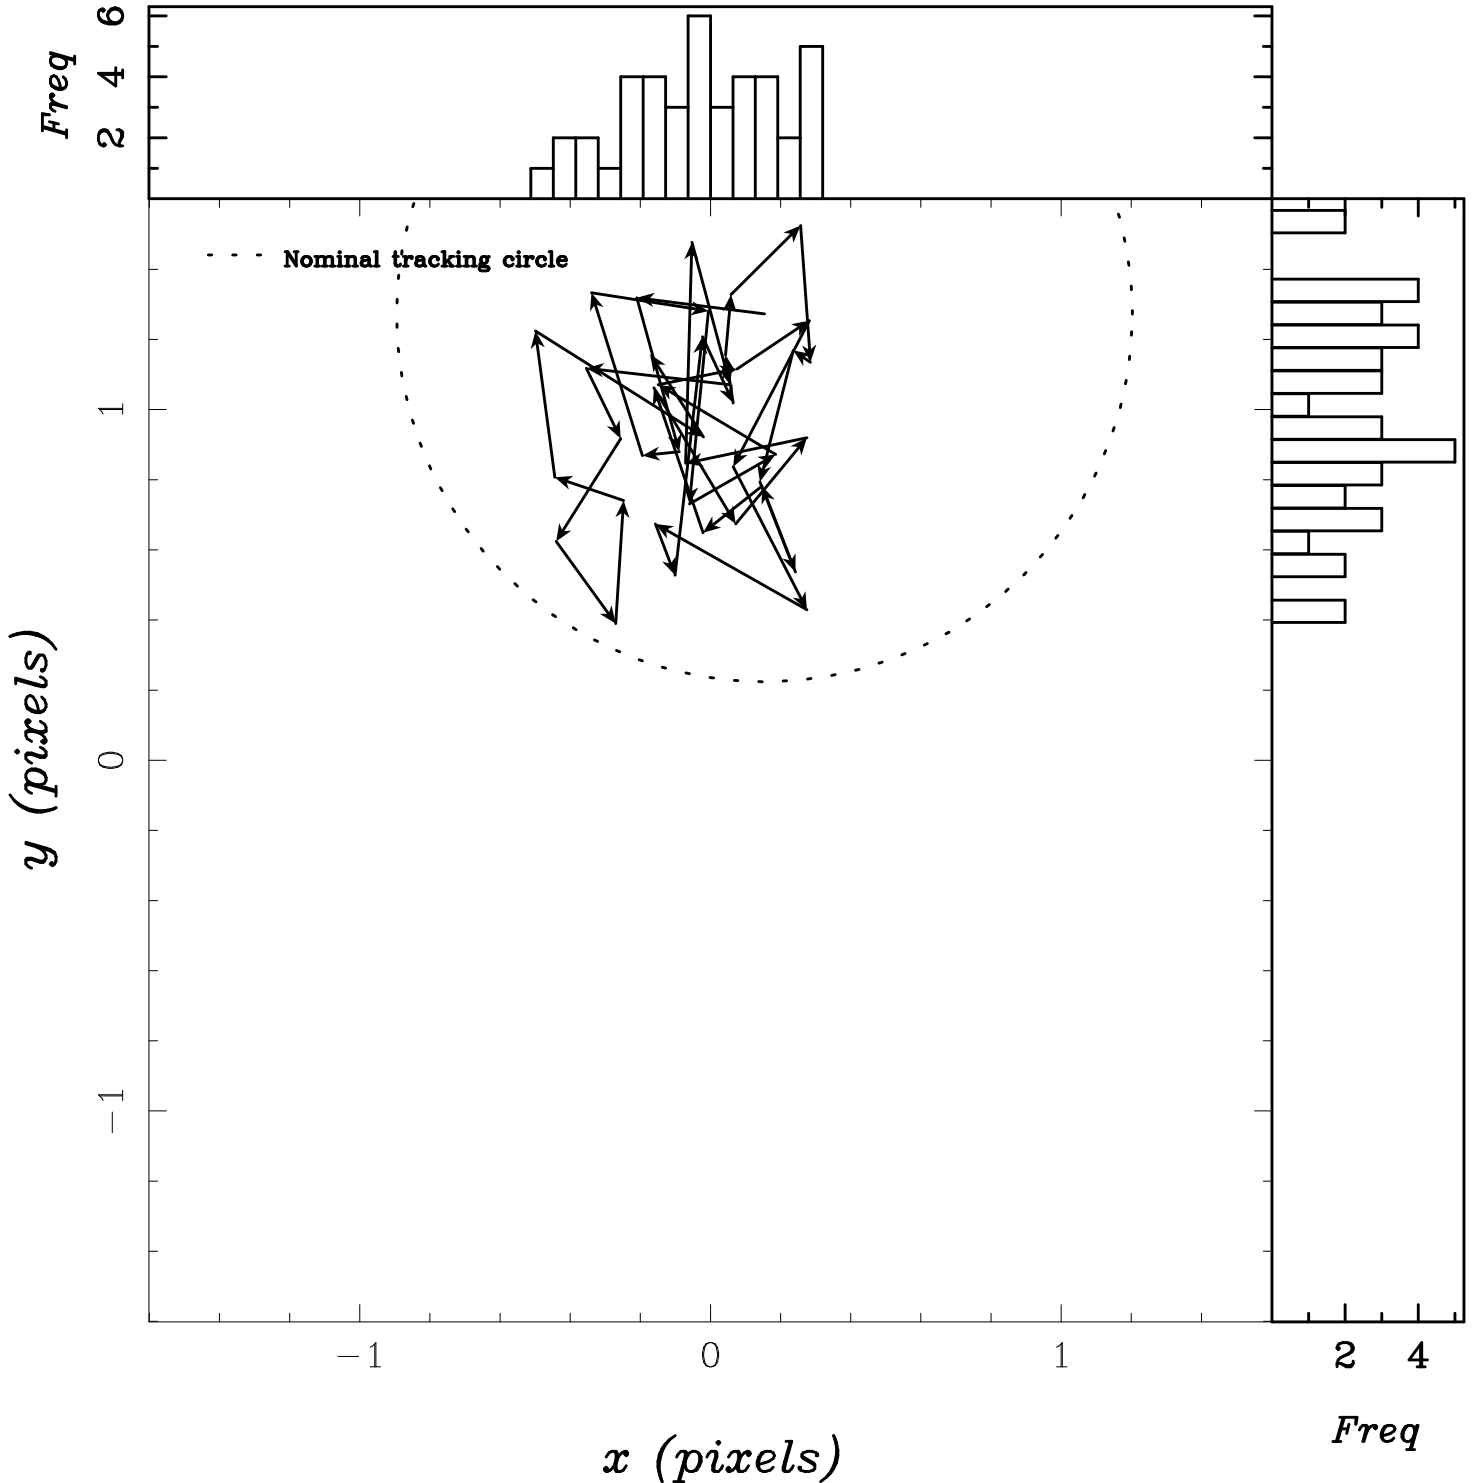 Freq
6
4
2
Nominal tracking circle
1
0
−1
y (pixels)
−1 0 1
2 4
x (pixels)
Freq